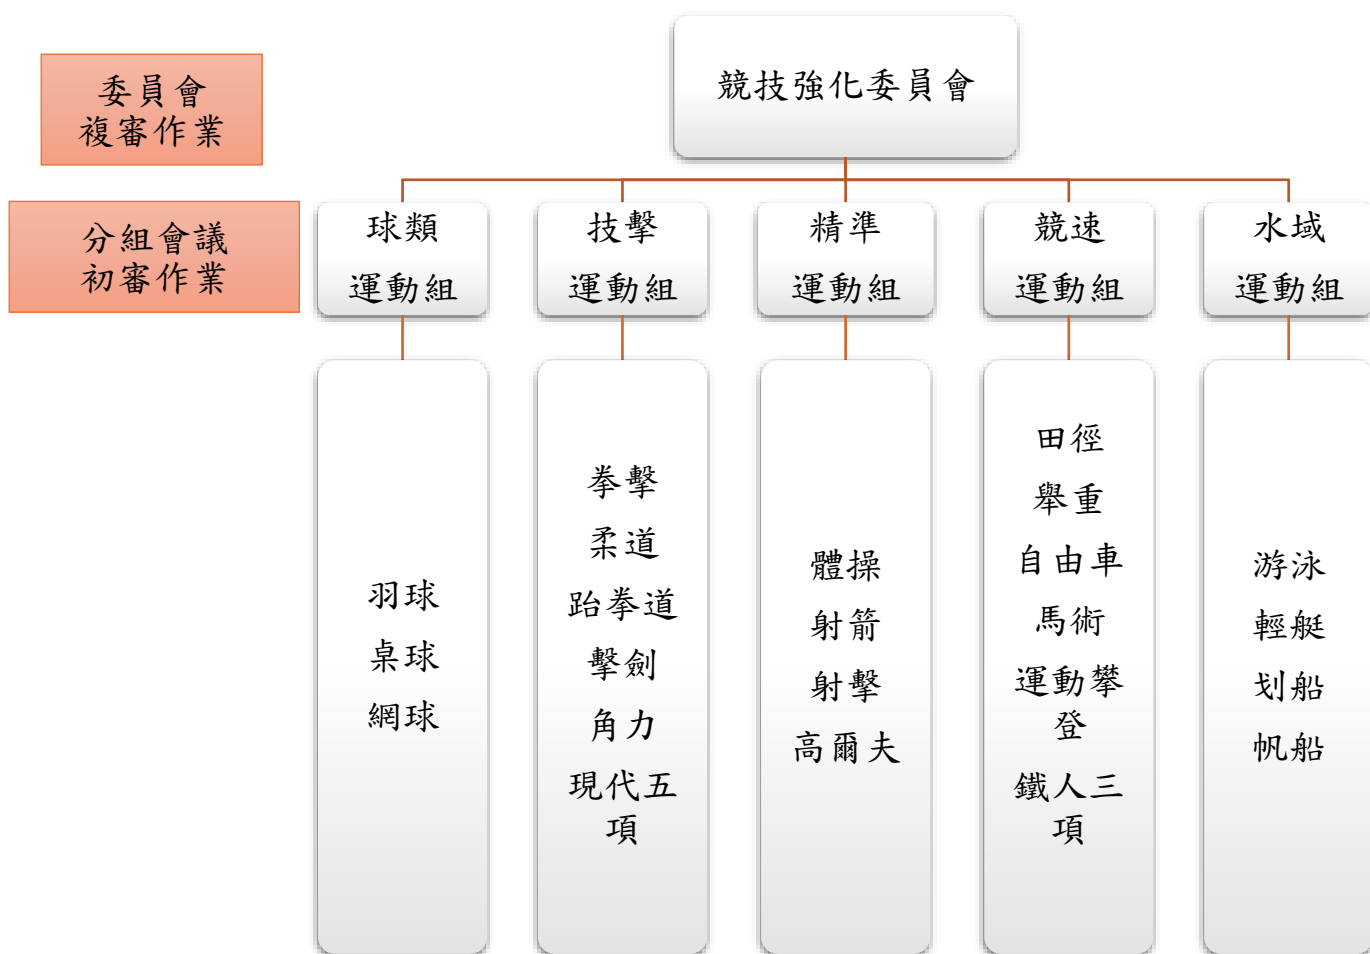 競技強化委員會
委員會
複審作業
分組會議
初審作業
球類
運動組
技擊
運動組
精準
運動組
競速
運動組
水域
運動組
羽球
桌球
網球
拳擊
柔道
跆拳道
擊劍
角力
現代五
項
體操
射箭
射擊
高爾夫
田徑
舉重
自由車
馬術
運動攀
登
鐵人三
項
游泳
輕艇
划船
帆船